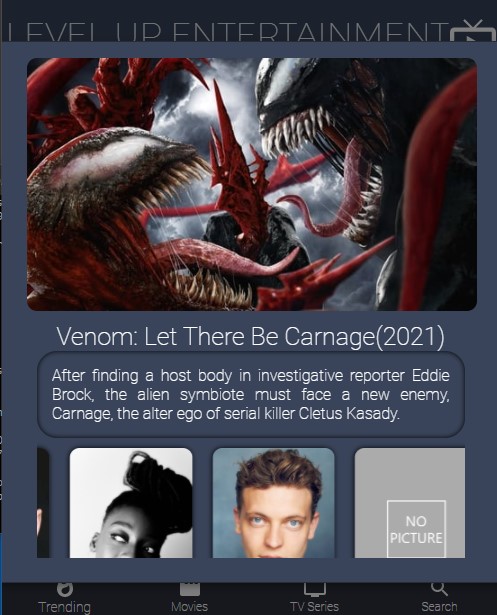 LEVEL UP ENTERTAINMENT
Venom: Let There Be Carnage(2021)
After finding a host body in investigative reporter Eddie
Brock, the alien symbiote must face a new enemy,
Carnage, the alter ego of serial killer Cletus Kasady.
NO
PICTURE
Trending
Movies
TV Series
Search